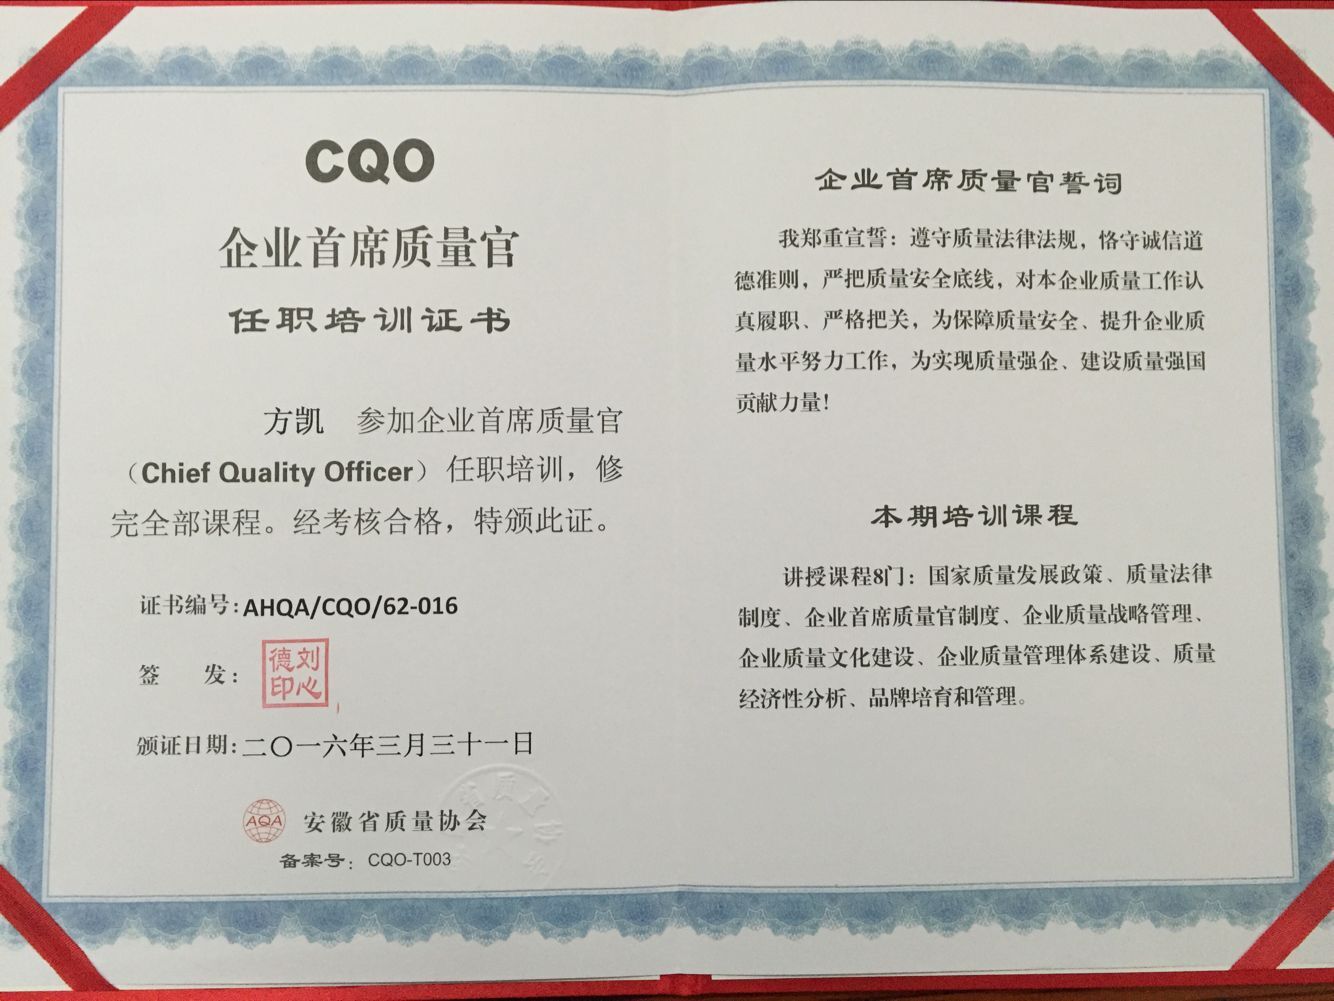 CQO
企业首席质量官
任职培训证书
方凯 参加企业首席质量官
（Chief Quality Officer）任职培训，修
完全部课程。经考核合格，特颁此证。
证书编号：AHQA/CQO/62-016
签 发：
刘心
德印
颁证日期：二〇一六年三月三十一日
AQA 安徽省质量协会
备案号：CQO-T003
企业首席质量官誓词
我郑重宣誓：遵守质量法律法规，恪守诚信道
德准则，严把质量安全底线，对本企业质量工作认
真履职、严格把关，为保障质量安全、提升企业质
量水平努力工作，为实现质量强企、建设质量强国
贡献力量！
本期培训课程
讲授课程8门：国家质量发展政策、质量法律
制度、企业首席质量官制度、企业质量战略管理、
企业质量文化建设、企业质量管理体系建设、质量
经济性分析、品牌培育和管理。